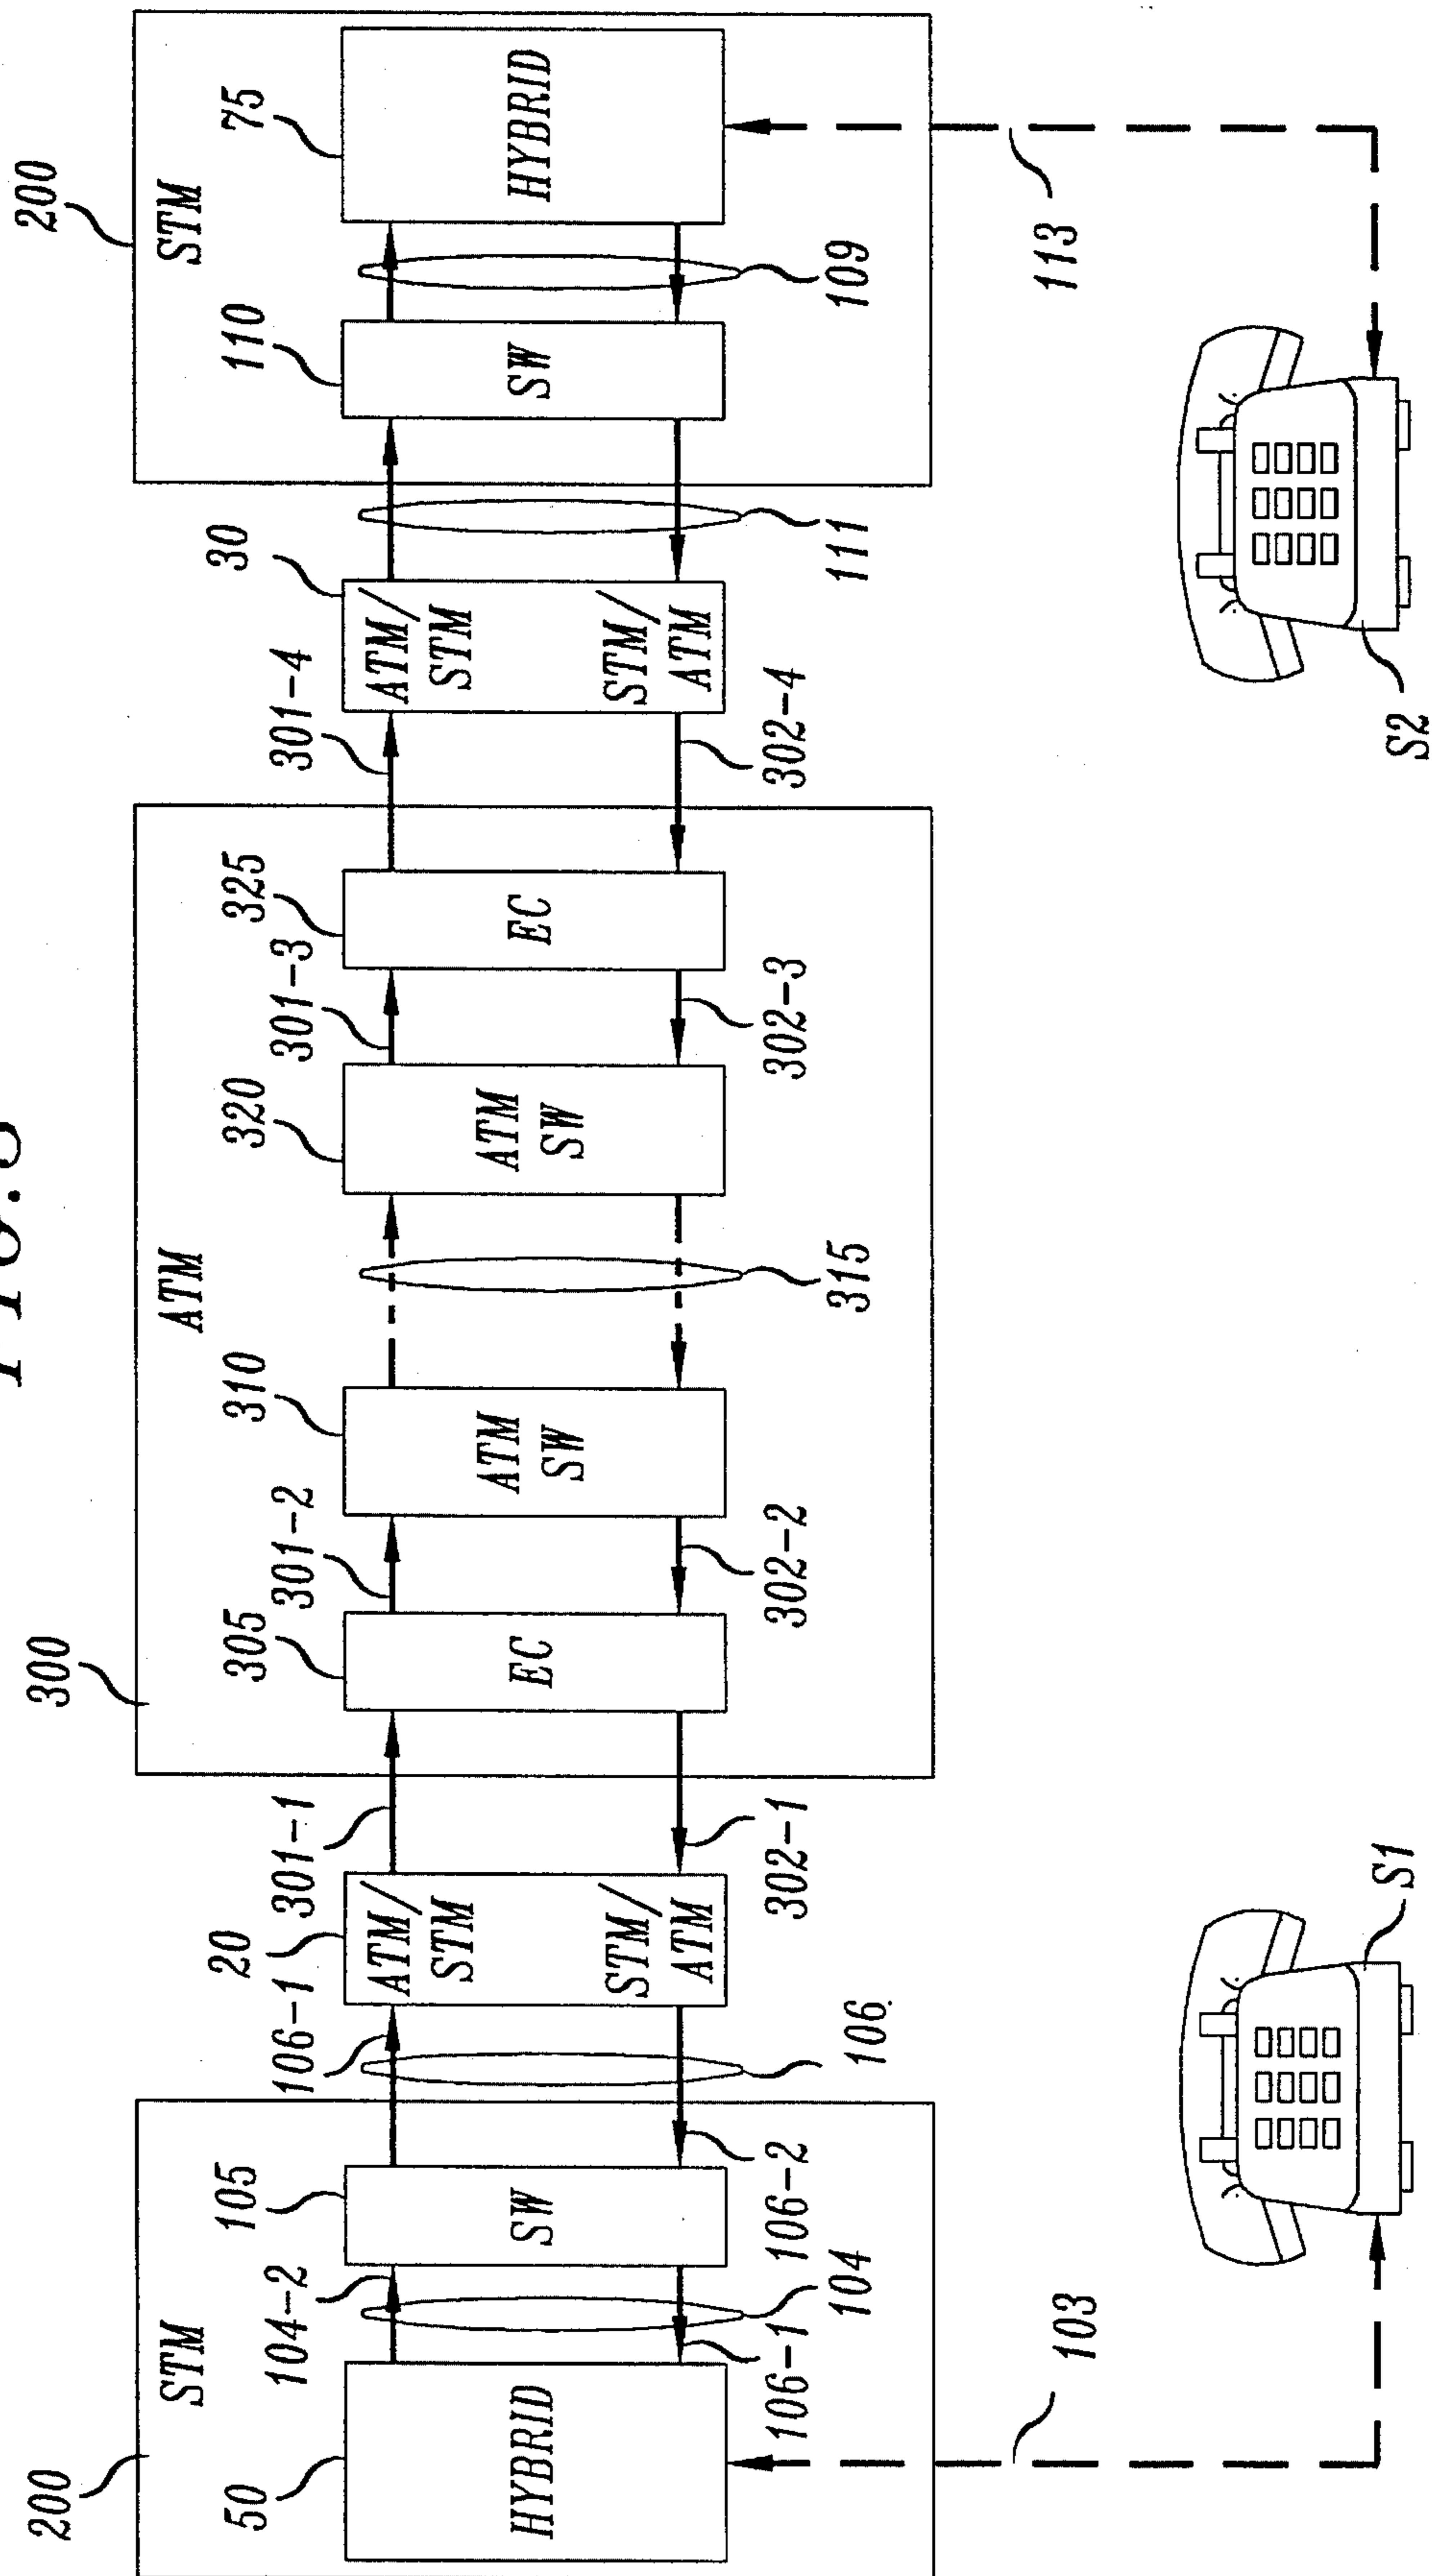 FIG.
200
STM
50
HYBRID
104-2
105
SW
106-1
104
106-2
106-1
106
20
ATM/
STM
STM/
ATM
301-1
302-1
300
ATM
305
EC
301-2
302-2
310
ATM
SW
315
320
ATM
SW
301-3
302-3
325
EC
301-4
302-4
30
ATM/
STM
STM/
ATM
111
200
STM
110
SW
109
75
HYBRID
103
S1
S2
113